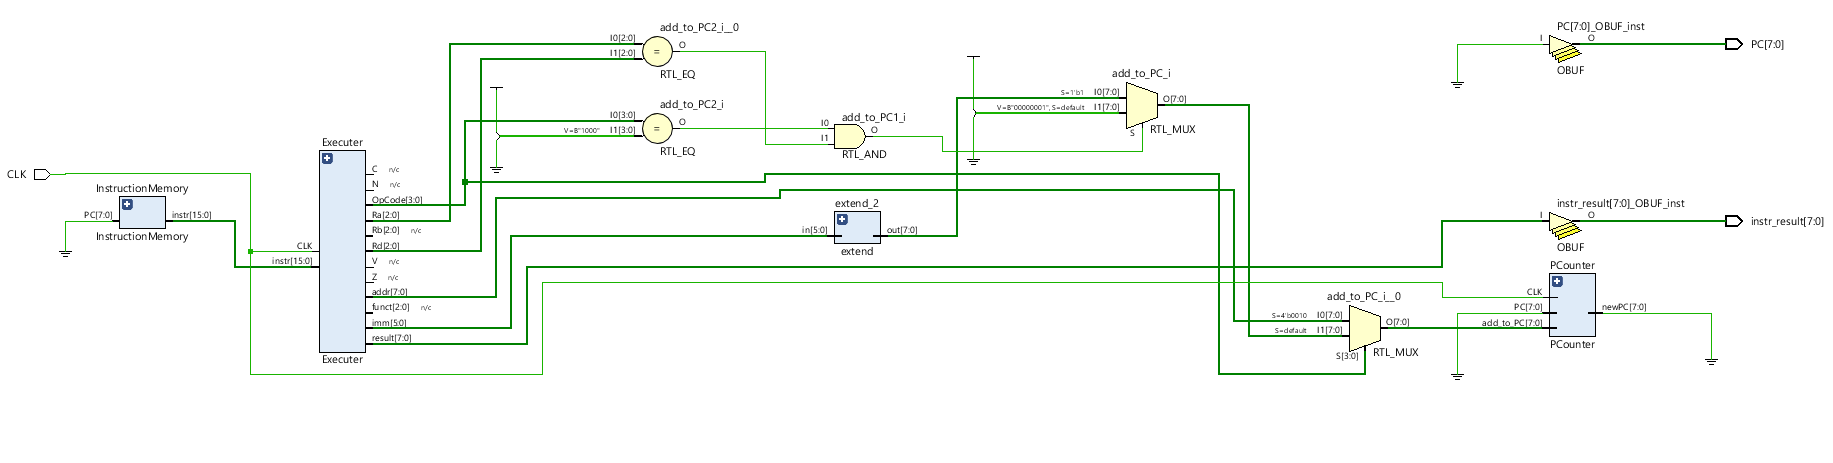 CLK
InstructionMemory
PC[7:0]
instr[15:0]
InstructionMemory
Executer
CLK
instr[15:0]
C n/c
N n/c
OpCode[3:0]
Ra[2:0]
Rb[2:0] n/c
Rd[2:0]
V n/c
Z n/c
addr[7:0]
funct[2:0] n/c
imm[5:0]
result[7:0]
Executer
add_to_PC2_i__0
I0[2:0]
I1[2:0]
=
O
RTL_EQ
add_to_PC2_i
I0[3:0]
V=B"1000" I1[3:0]
=
O
RTL_EQ
add_to_PC1_i
I0
I1
O
RTL_AND
extend_2
in[5:0]
out[7:0]
extend
add_to_PC_i
S=1'b1 I0[7:0]
V=B"00000001", S=default I1[7:0]
S
O[7:0]
RTL_MUX
add_to_PC_i__0
S=4'b0010 I0[7:0]
S=default I1[7:0]
S[3:0]
O[7:0]
RTL_MUX
PC[7:0]_OBUF_inst
I
O
OBUF
PC[7:0]
instr_result[7:0]_OBUF_inst
I
O
OBUF
instr_result[7:0]
PCounter
CLK
PC[7:0]
add_to_PC[7:0]
newPC[7:0]
PCounter